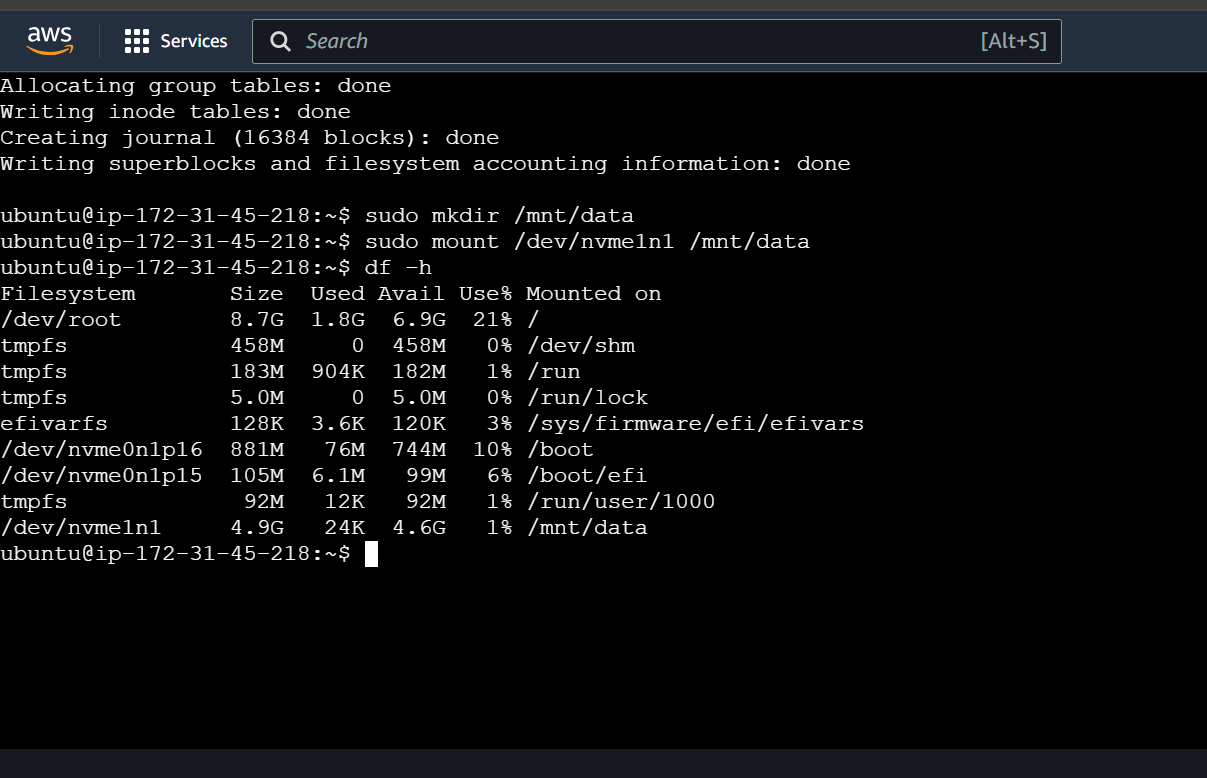 aws
Services
Search
[Alt+S]
Allocating group tables: done
Writing inode tables: done
Creating journal (16384 blocks): done
Writing superblocks and filesystem accounting information: done
ubuntu@ip-172-31-45-218:~$ sudo mkdir /mnt/data
ubuntu@ip-172-31-45-218:~$ sudo mount /dev/nvme1n1 /mnt/data
ubuntu@ip-172-31-45-218:~$ df -h
Filesystem       Size  Used Avail Use% Mounted on
/dev/root        8.7G  1.8G  6.9G  21% /
tmpfs            458M     0  458M   0% /dev/shm
tmpfs            183M  904K  182M   1% /run
tmpfs            5.0M     0  5.0M   0% /run/lock
efivarfs         128K  3.6K  120K   3% /sys/firmware/efi/efivars
/dev/nvme0n1p16  881M   76M  744M  10% /boot
/dev/nvme0n1p15  105M  6.1M   99M   6% /boot/efi
tmpfs             92M   12K   92M   1% /run/user/1000
/dev/nvme1n1     4.9G   24K  4.6G   1% /mnt/data
ubuntu@ip-172-31-45-218:~$